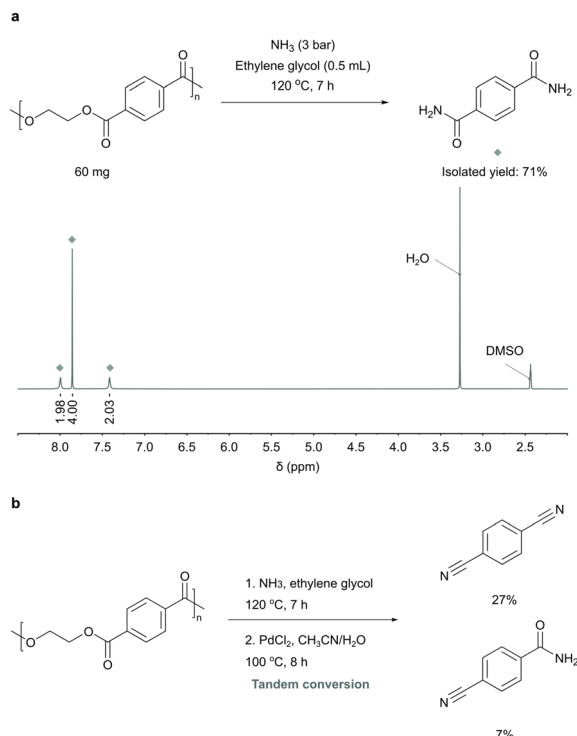 a
NH₃ (3 bar)
Ethylene glycol (0.5 mL)
120 °C, 7 h
O
O
O
O
n
60 mg
O
NH₂
H₂N
O
Isolated yield: 71%
H₂O
DMSO
1.98
4.00
2.03
8.0 7.5 7.0 6.5 6.0 5.5 5.0 4.5 4.0 3.5 3.0 2.5
δ (ppm)
b
O
O
O
O
n
1. NH₃, ethylene glycol
120 °C, 7 h
2. PdCl₂, CH₃CN/H₂O
100 °C, 8 h
Tandem conversion
N
N
27%
O
NH₂
N
7%